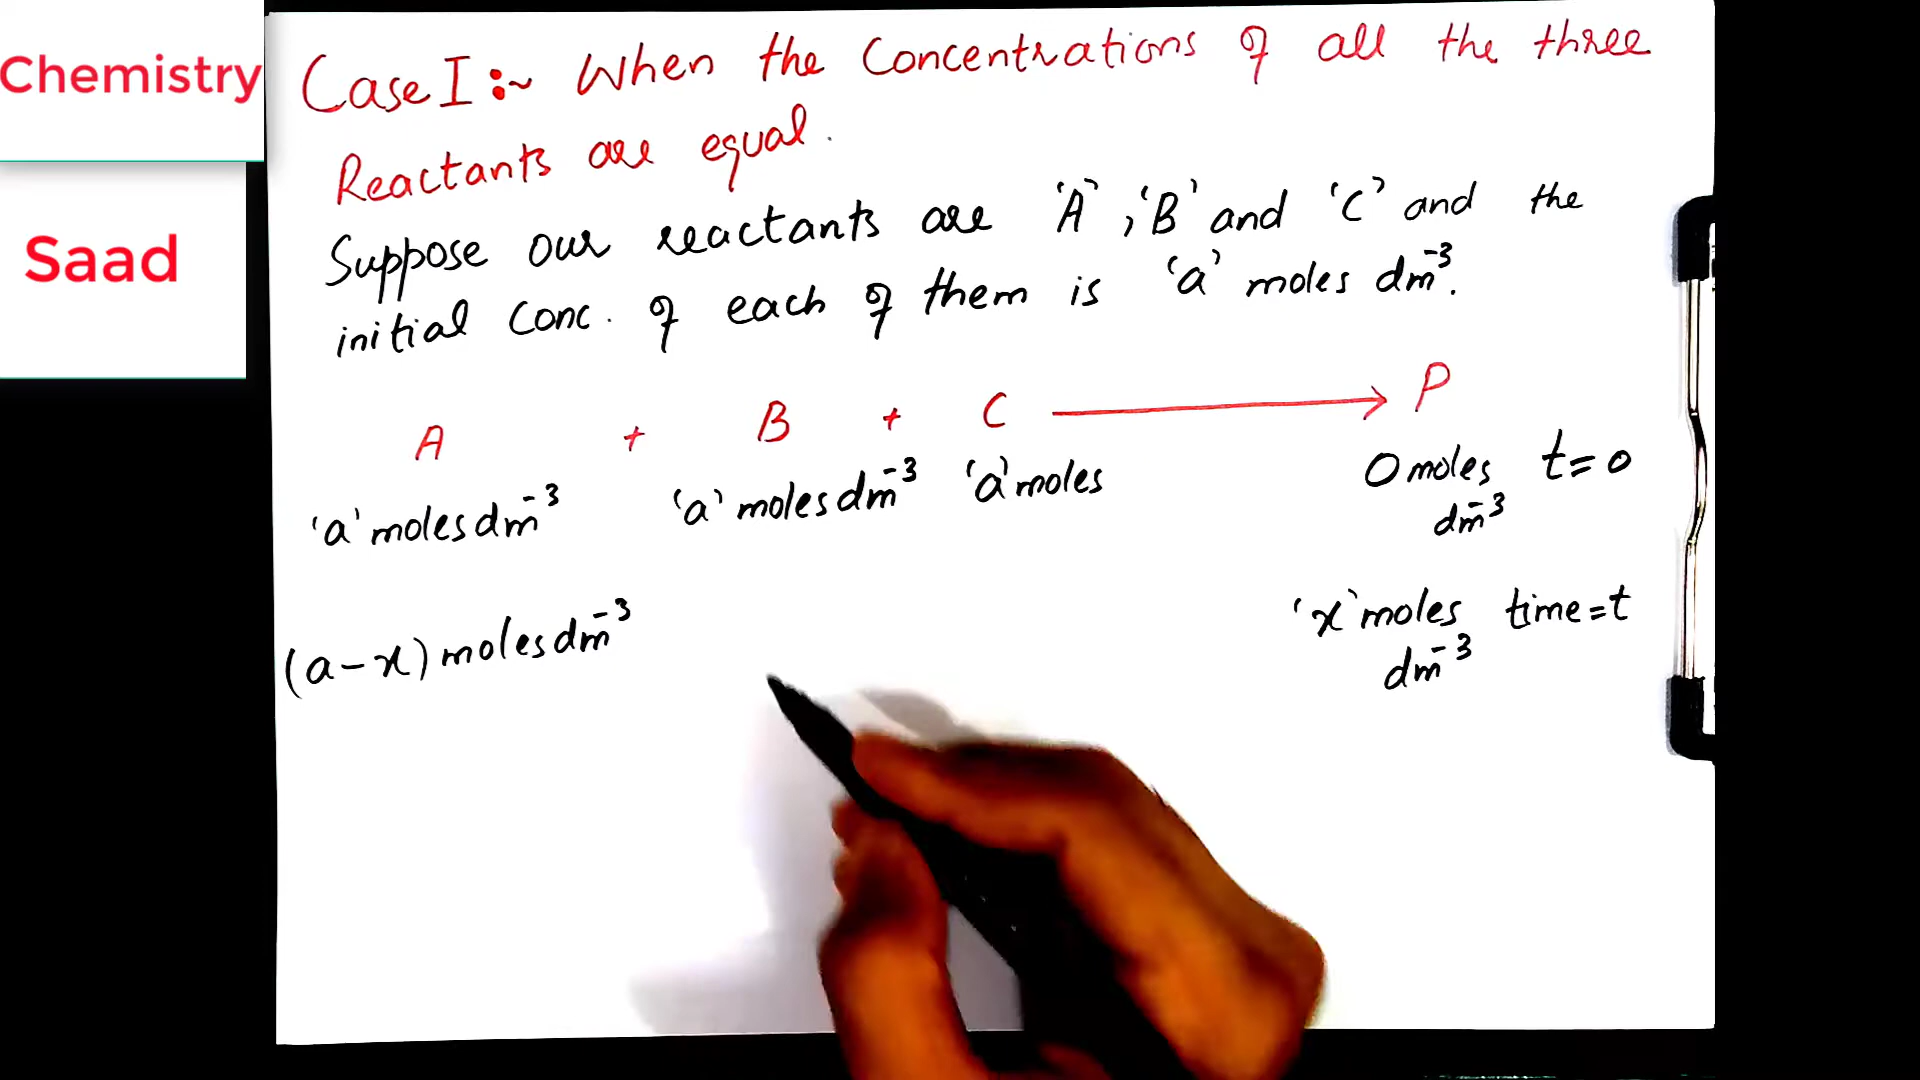 Chemistry
Saad
Case I :~ When the Concentrations of all the three
Reactants are equal.
Suppose our reactants are 'A', 'B' and 'C' and the
initial Conc. of each of them is 'a' moles dm⁻³.
A + B + C ⟶ P
'a' moles dm⁻³ 'a' moles dm⁻³ 'a' moles 0 moles dm⁻³ t=0
(a-x) moles dm⁻³ 'x' moles dm⁻³ time=t